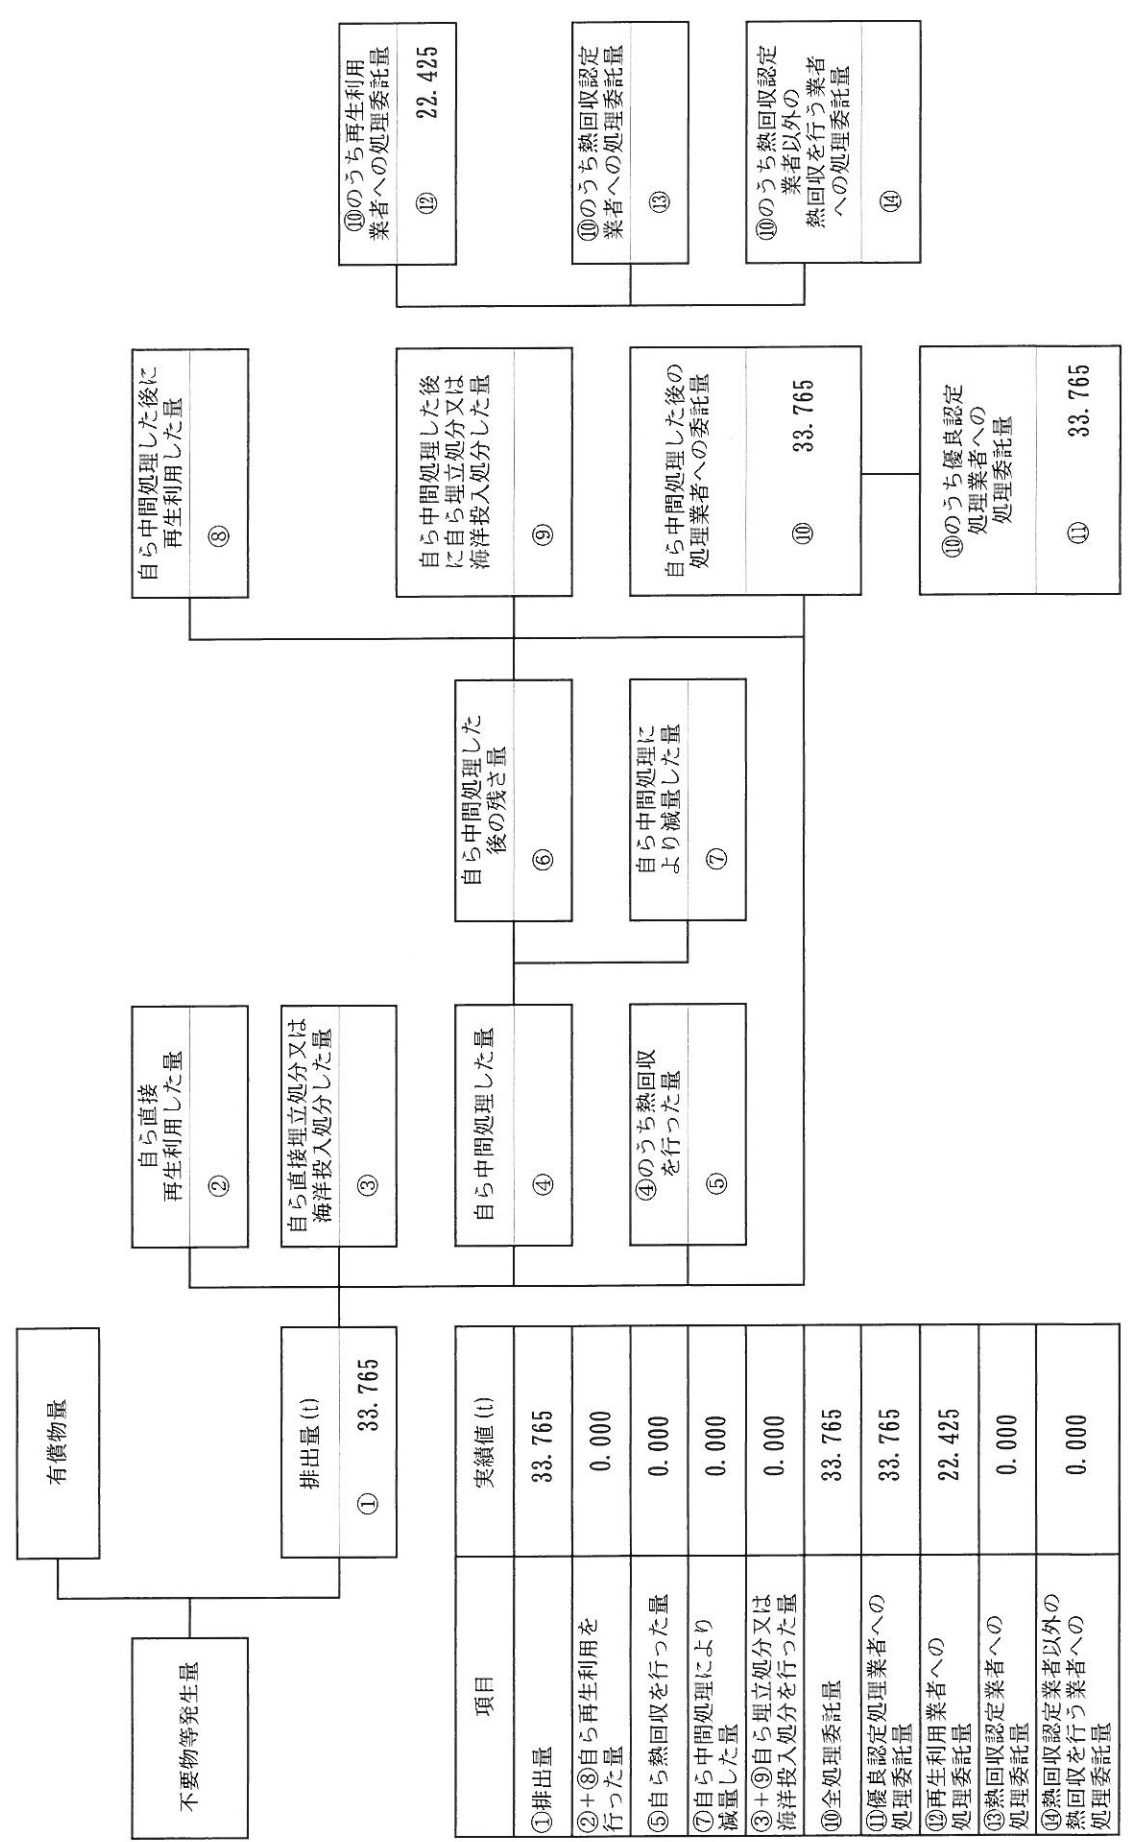 不要物等発生量
有償物量
排出量(t)
① 33.765
自ら直接
再生利用した量
②
自ら直接埋立処分又は
海洋投入処分した量
③
自ら中間処理した量
④
④のうち熱回収
を行った量
⑤
自ら中間処理した
後の残さ量
⑥
自ら中間処理に
より減量した量
⑦
自ら中間処理した後に
再生利用した量
⑧
自ら中間処理した後
に自ら埋立処分又は
海洋投入処分した量
⑨
自ら中間処理した後の
処理業者への委託量
⑩ 33.765
⑩のうち優良認定
処理業者への
処理委託量
⑪ 33.765
⑩のうち再生利用
業者への処理委託量
⑫ 22.425
⑩のうち熱回収認定
業者への処理委託量
⑬
⑩のうち熱回収認定
業者以外の
熱回収を行う業者
への処理委託量
⑭
項目 実績値(t)
①排出量 33.765
②+⑧自ら再生利用を
行った量 0.000
⑤自ら熱回収を行った量 0.000
⑦自ら中間処理により
減量した量 0.000
③+⑨自ら埋立処分又は
海洋投入処分を行った量 0.000
⑩全処理委託量 33.765
⑪優良認定処理業者への
処理委託量 33.765
⑫再生利用業者への
処理委託量 22.425
⑬熱回収認定業者への
処理委託量 0.000
⑭熱回収認定業者以外の
熱回収を行う業者への
処理委託量 0.000